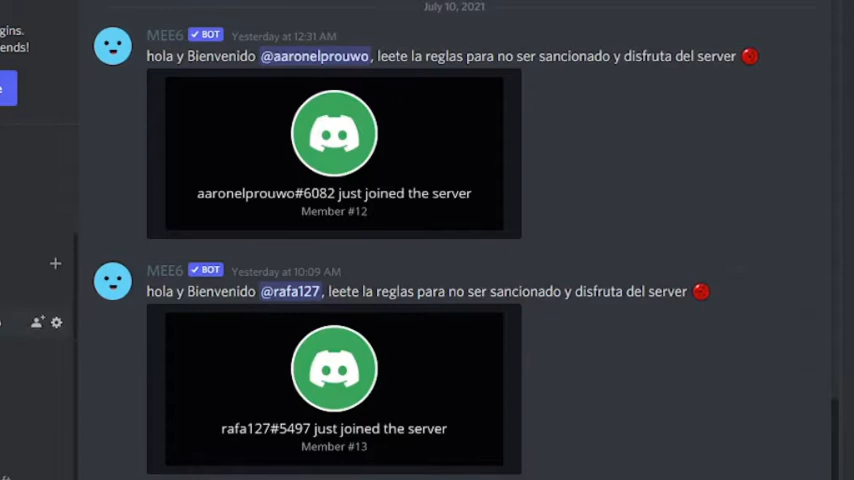 July 10, 2021
gins.
ends!
MEE6 BOT Yesterday at 12:31 AM
hola y Bienvenido @aaronelprouwo, leete la reglas para no ser sancionado y disfruta del server
aaronelprouwo#6082 just joined the server
Member #12
MEE6 BOT Yesterday at 10:09 AM
hola y Bienvenido @rafa127, leete la reglas para no ser sancionado y disfruta del server
rafa127#5497 just joined the server
Member #13